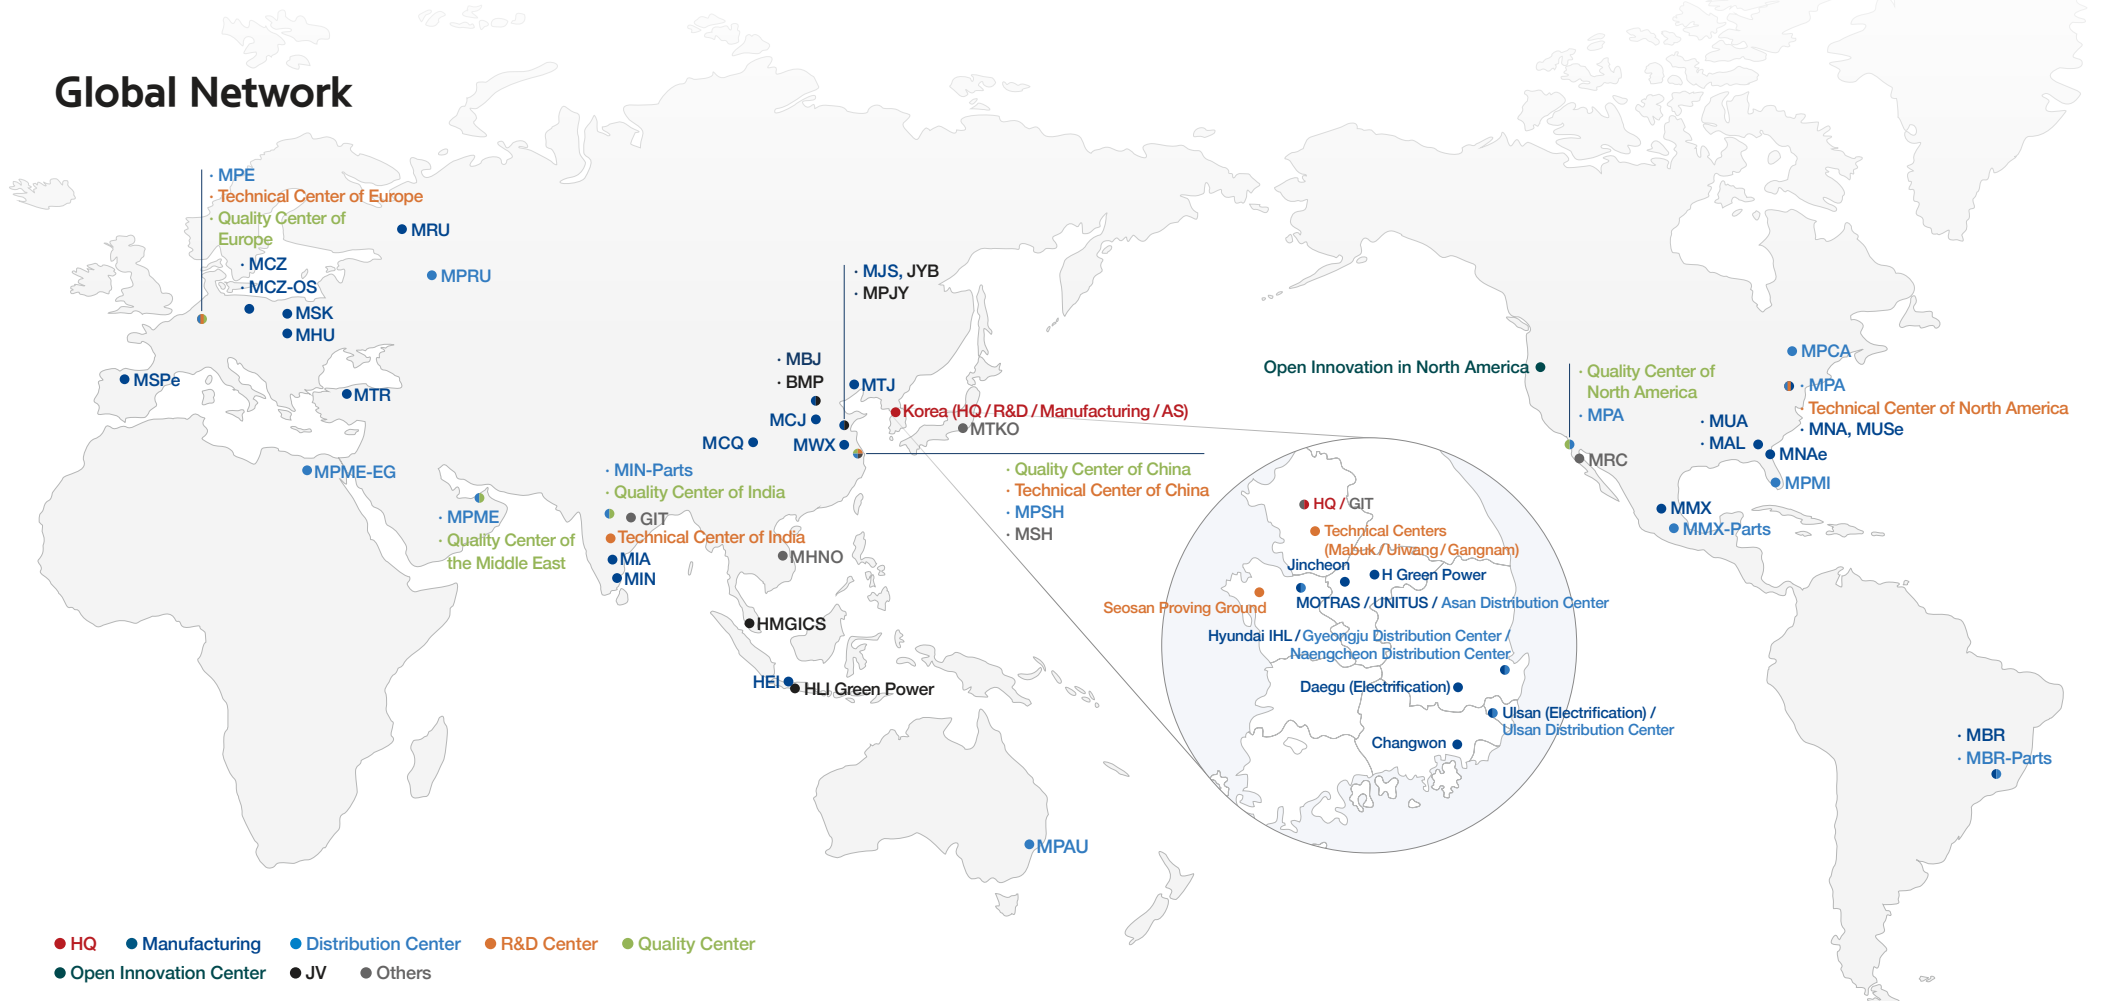 Global Network
· MPE
· Technical Center of Europe
· Quality Center of
Europe
MRU
MPRU
· MCZ
· MCZ-OS
MSK
MHU
MSPe
MTR
MPME-EG
· MPME
· Quality Center of
the Middle East
· MIN-Parts
· Quality Center of India
GIT
Technical Center of India
MIA
MIN
MHNO
HMGICS
HEI
HLI Green Power
· MJS, JYB
· MPJY
· MBJ
· BMP
MTJ
MCJ
MCQ
MWX
Korea (HQ / R&D / Manufacturing / AS)
MTKO
· Quality Center of China
· Technical Center of China
· MPSH
· MSH
HQ / GIT
Technical Centers
(Mabuk / Uiwang / Gangnam)
Jincheon
H Green Power
MOTRAS / UNITUS / Asan Distribution Center
Seosan Proving Ground
Hyundai IHL / Gyeongju Distribution Center /
Naengcheon Distribution Center
Daegu (Electrification)
Ulsan (Electrification) /
Ulsan Distribution Center
Changwon
MPAU
Open Innovation in North America
· Quality Center of
North America
· MPA
MRC
MPCA
· MPA
· Technical Center of North America
· MNA, MUSe
· MUA
· MAL
MNAe
MPMI
MMX
MMX-Parts
· MBR
· MBR-Parts
HQ
Manufacturing
Distribution Center
R&D Center
Quality Center
Open Innovation Center
JV
Others